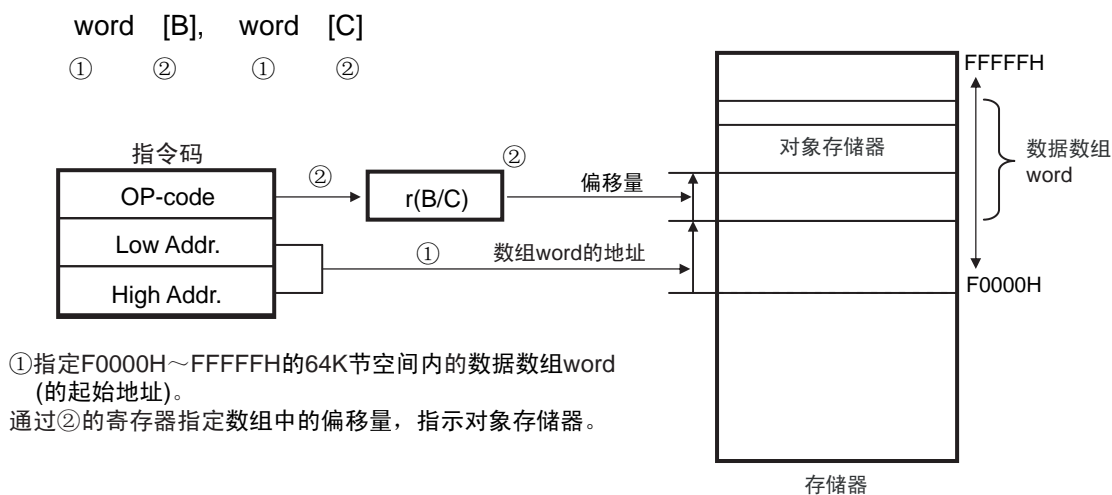 word [B], word [C]
① ② ① ②
指令码
OP-code
Low Addr.
High Addr.
②
r(B/C)
②
偏移量
①
数组word的地址
FFFFFH
对象存储器
数据数组
word
F0000H
存储器
①指定F0000H～FFFFFH的64K节空间内的数据数组word
(的起始地址)。
通过②的寄存器指定数组中的偏移量，指示对象存储器。